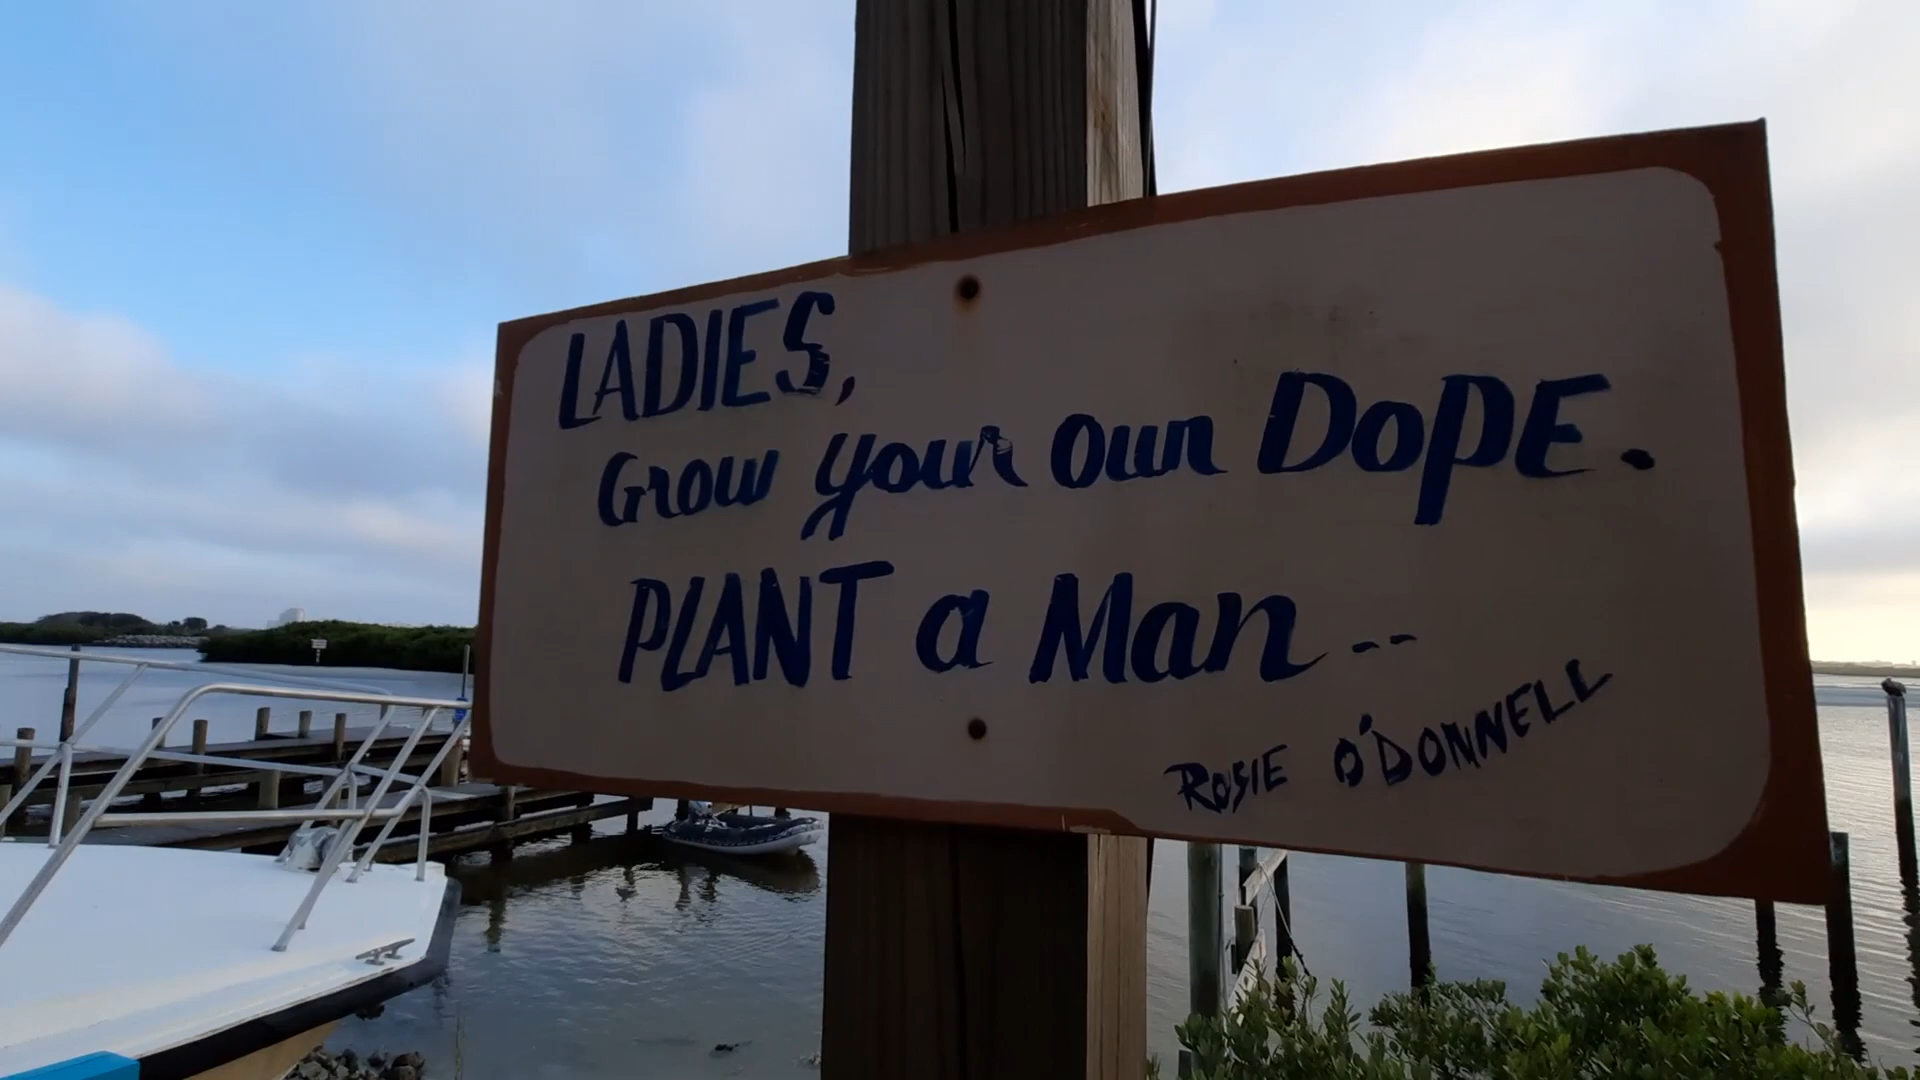 LADIES,
Grow your own DoPE.
PLANT a Man --
ROSIE O'DONNELL